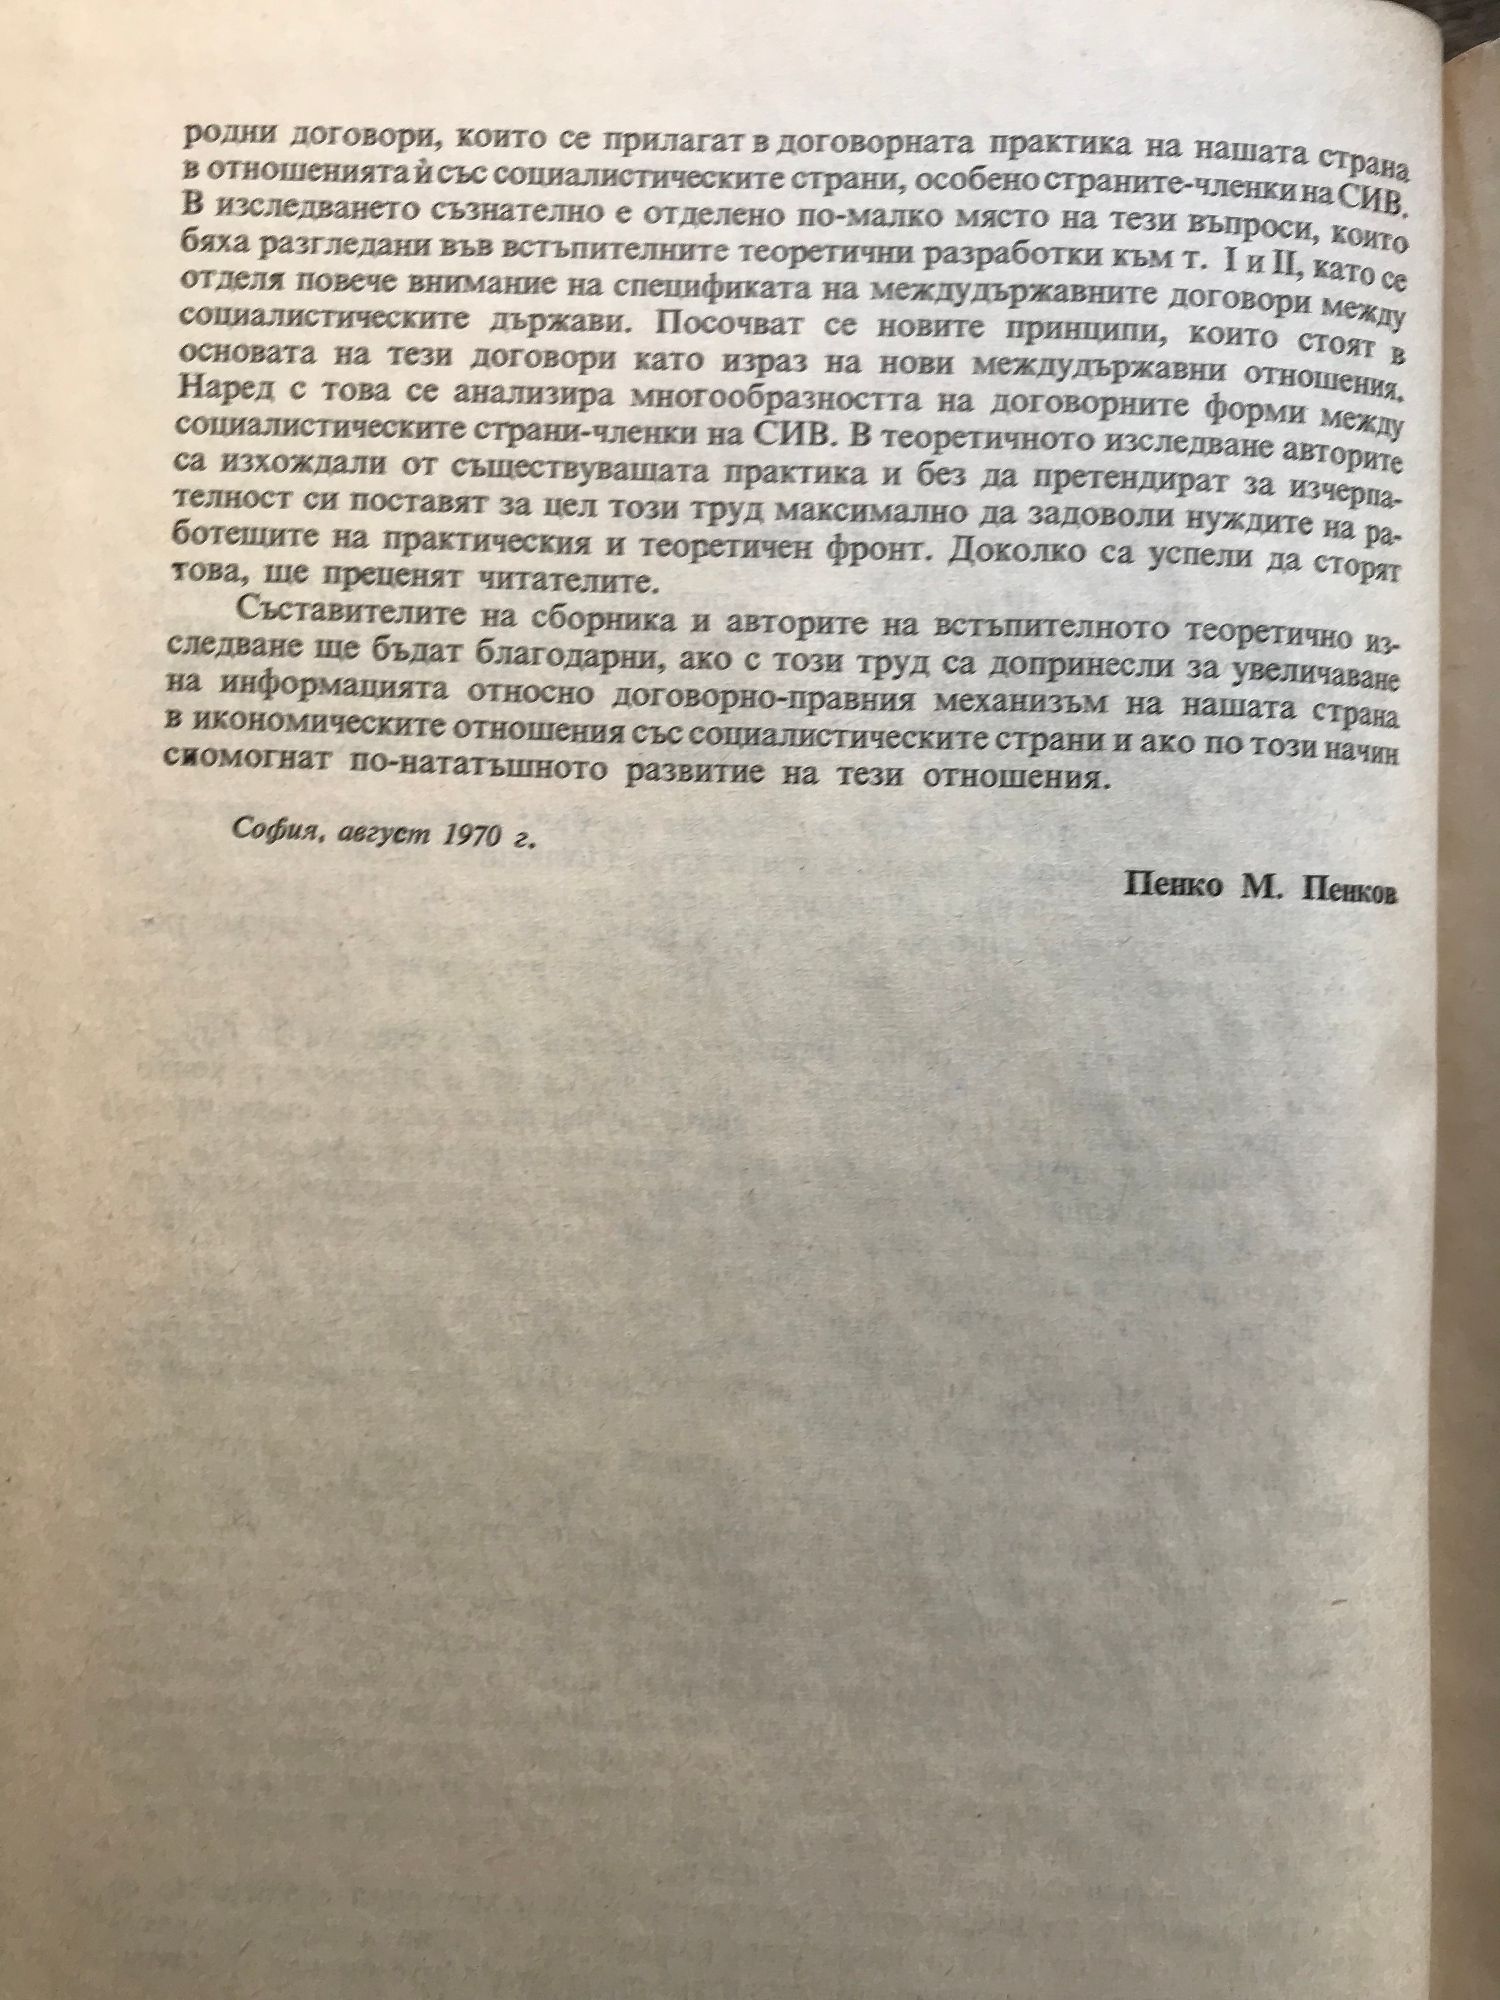 родни договори, които се прилагат в договорната практика на нашата страна
в отношенията ѝ със социалистическите страни, особено страните-членки на СИВ.
В изследването съзнателно е отделено по-малко място на тези въпроси, които
бяха разгледани във встъпителните теоретични разработки към т. I и II, като се
отделя повече внимание на спецификата на междудържавните договори между
социалистическите държави. Посочват се новите принципи, които стоят в
основата на тези договори като израз на нови междудържавни отношения.
Наред с това се анализира многообразността на договорните форми между
социалистическите страни-членки на СИВ. В теоретичното изследване авторите
са изхождали от съществуващата практика и без да претендират за изчерпа-
телност си поставят за цел този труд максимално да задоволи нуждите на ра-
ботещите на практическия и теоретичен фронт. Доколко са успели да сторят
това, ще преценят читателите.
Съставителите на сборника и авторите на встъпителното теоретично из-
следване ще бъдат благодарни, ако с този труд са допринесли за увеличаване
на информацията относно договорно-правния механизъм на нашата страна
в икономическите отношения със социалистическите страни и ако по този начин
спомогнат по-нататъшното развитие на тези отношения.
София, август 1970 г.
Пенко М. Пенков